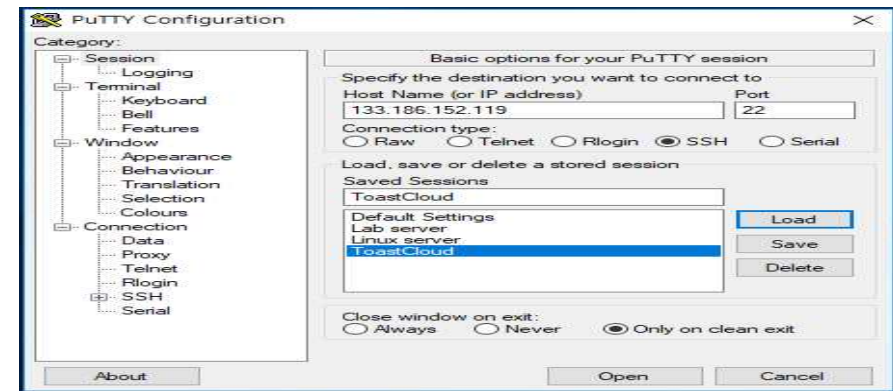 PuTTY Configuration
Category:
Session
Logging
Terminal
Keyboard
Bell
Features
Window
Appearance
Behaviour
Translation
Selection
Colours
Connection
Data
Proxy
Telnet
Rlogin
SSH
Serial
Basic options for your PuTTY session
Specify the destination you want to connect to
Host Name (or IP address) Port
133.186.152.119 22
Connection type:
Raw Telnet Rlogin SSH Serial
Load, save or delete a stored session
Saved Sessions
ToastCloud
Default Settings
Lab server
Linux server
ToastCloud
Load
Save
Delete
Close window on exit:
Always Never Only on clean exit
About Open Cancel